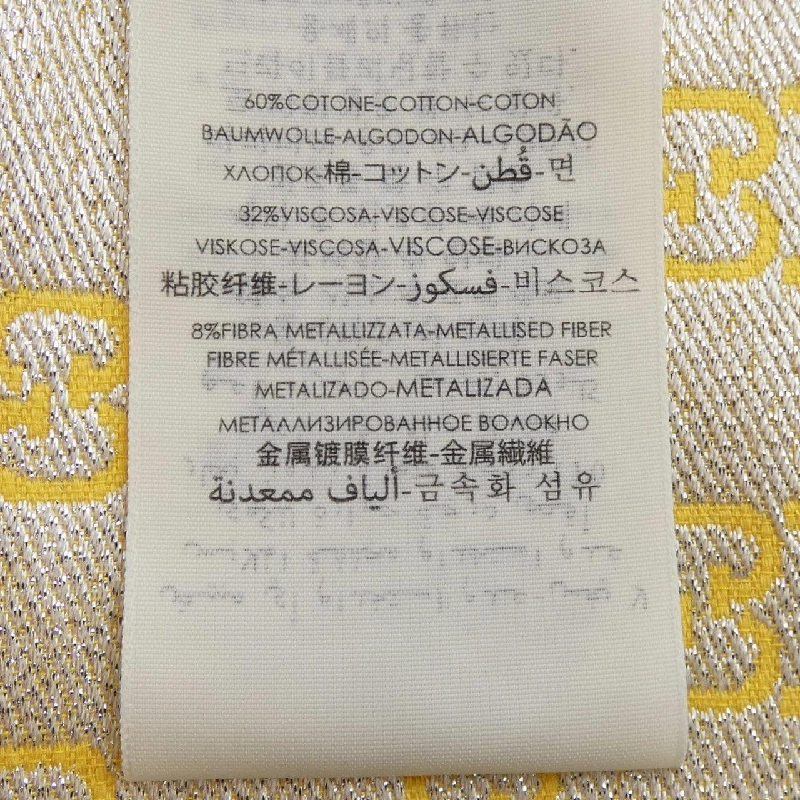 60%COTONE-COTTON-COTON
BAUMWOLLE-ALGODON-ALGODÃO
ХЛОПОК-棉-コットン-قُطن-면
32%VISCOSA-VISCOSE-VISCOSE
VISKOSE-VISCOSA-VISCOSE-ВИСКОЗА
粘胶纤维-レーヨン-فسكوز-비스코스
8%FIBRA METALLIZZATA-METALLISED FIBER
FIBRE MÉTALLISÉE-METALLISIERTE FASER
METALIZADO-METALIZADA
МЕТАЛЛИЗИРОВАННОЕ ВОЛОКНО
金属镀膜纤维-金属繊維
ألياف ممعدنة-금속화 섬유